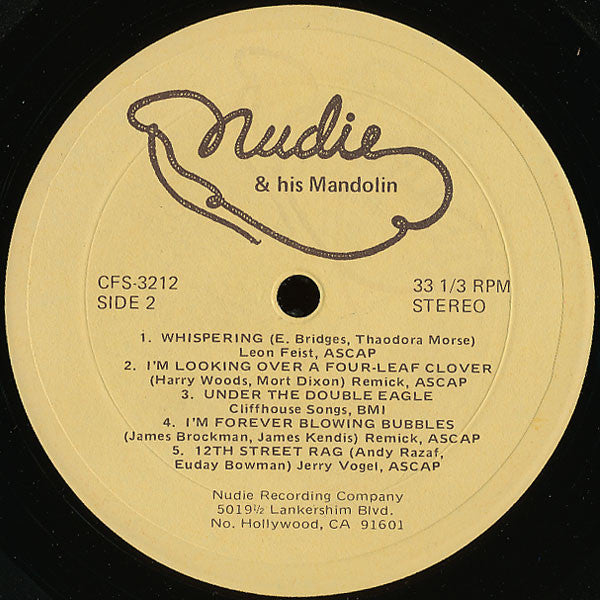 nudie
& his Mandolin
CFS-3212
SIDE 2
33 1/3 RPM
STEREO
1. WHISPERING (E. Bridges, Thaodora Morse)
Leon Feist, ASCAP
2. I'M LOOKING OVER A FOUR-LEAF CLOVER
(Harry Woods, Mort Dixon) Remick, ASCAP
3. UNDER THE DOUBLE EAGLE
Cliffhouse Songs, BMI
4. I'M FOREVER BLOWING BUBBLES
(James Brockman, James Kendis) Remick, ASCAP
5. 12TH STREET RAG (Andy Razaf,
Euday Bowman) Jerry Vogel, ASCAP
Nudie Recording Company
5019½ Lankershim Blvd.
No. Hollywood, CA 91601